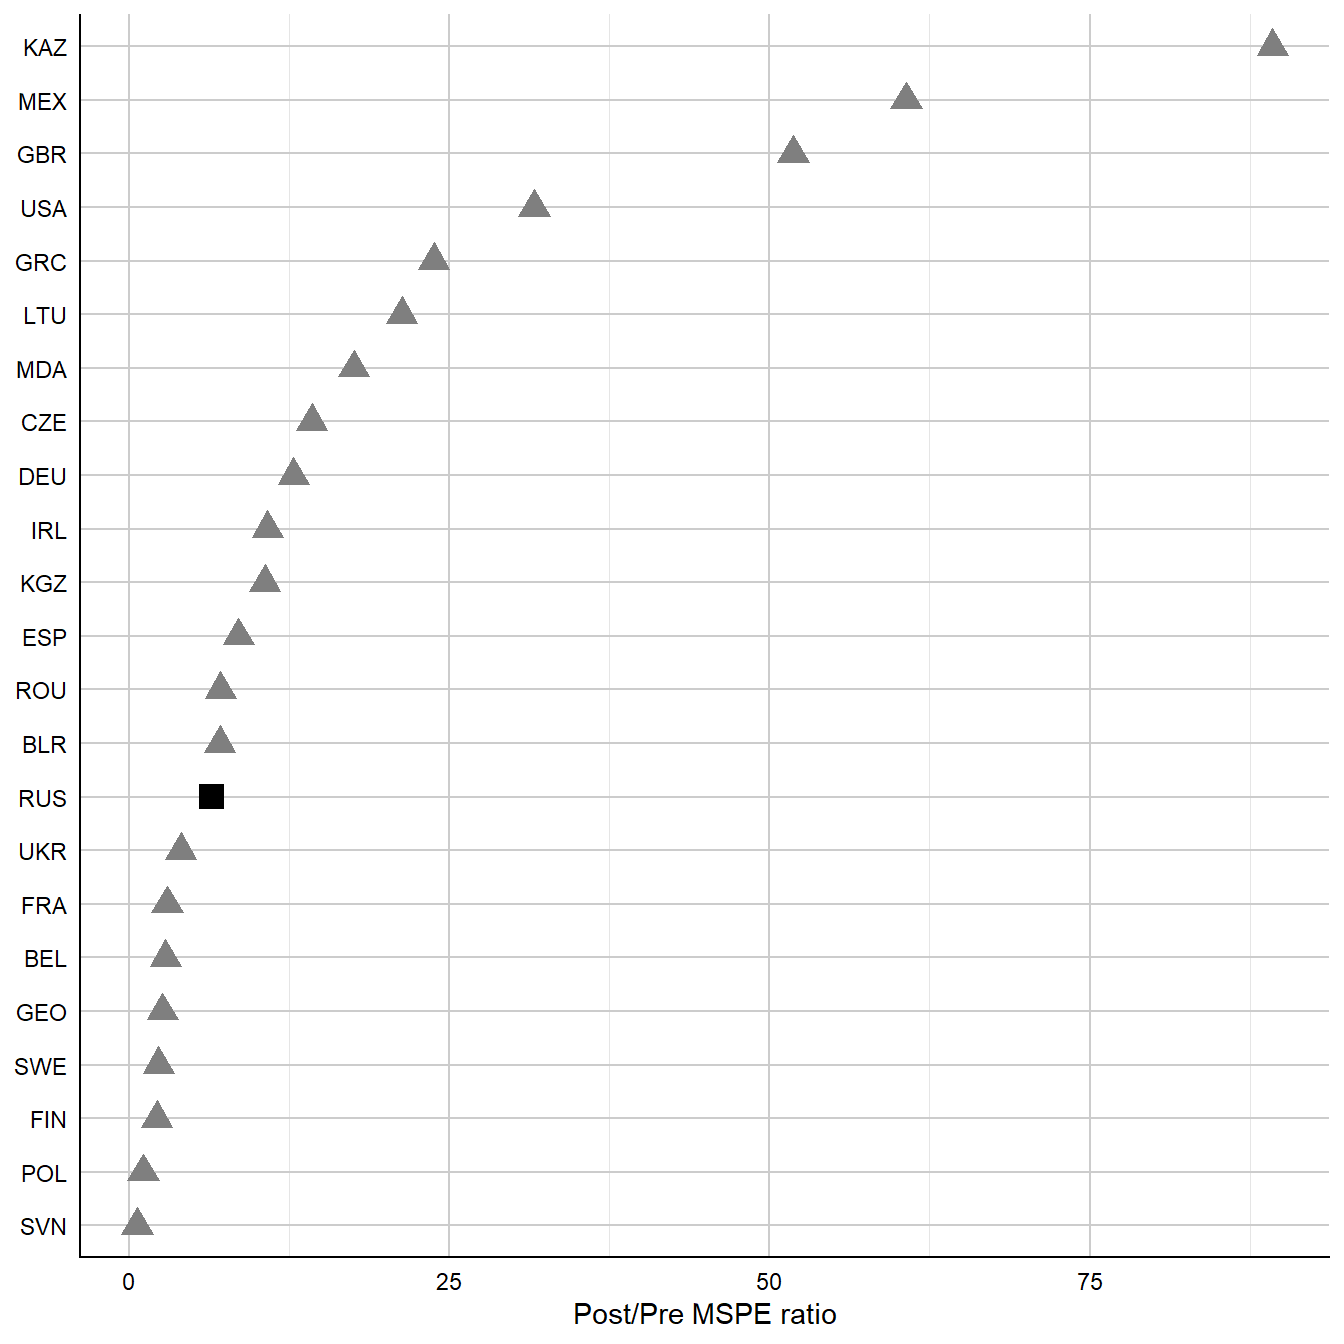 KAZ
MEX
GBR
USA
GRC
LTU
MDA
CZE
DEU
IRL
KGZ
ESP
ROU
BLR
RUS
UKR
FRA
BEL
GEO
SWE
FIN
POL
SVN
0 25 50 75
Post/Pre MSPE ratio